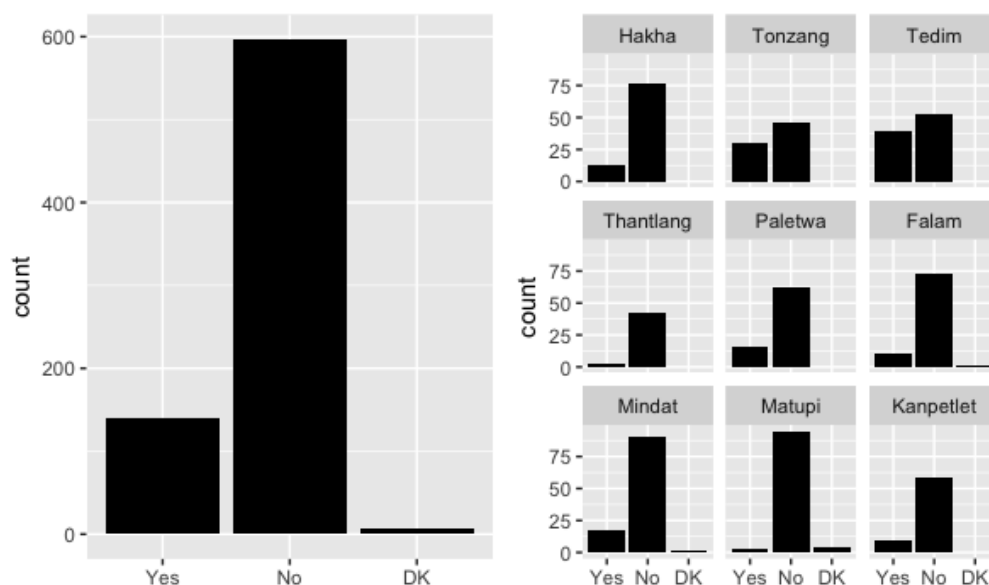 600
400
200
0
count
Yes No DK
Hakha Tonzang Tedim
75
50
25
0
Thantlang Paletwa Falam
75
50
25
0
count
Mindat Matupi Kanpetlet
75
50
25
0
Yes No DK Yes No DK Yes No DK